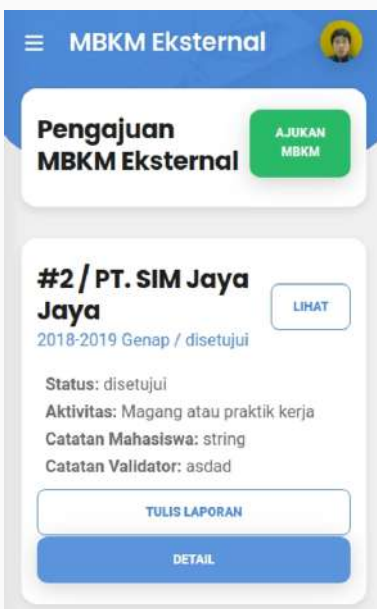 MBKM Eksternal
Pengajuan
MBKM Eksternal
AJUKAN
MBKM
#2 / PT. SIM Jaya
Jaya
LIHAT
2018-2019 Genap / disetujui
Status: disetujui
Aktivitas: Magang atau praktik kerja
Catatan Mahasiswa: string
Catatan Validator: asdad
TULIS LAPORAN
DETAIL